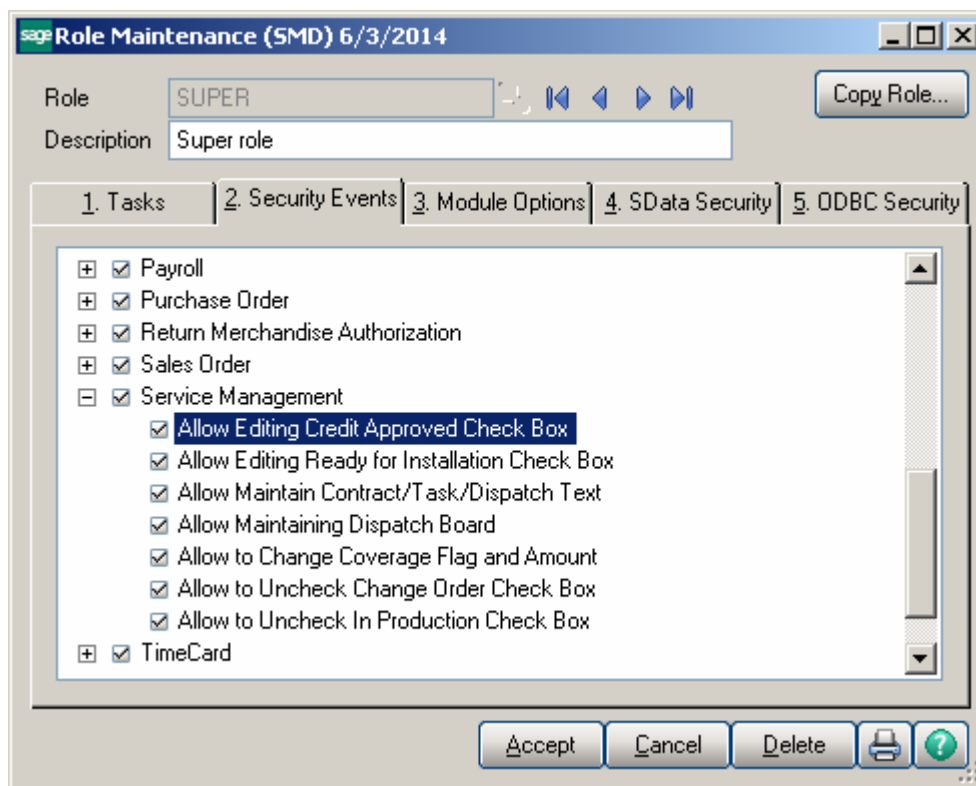 sage Role Maintenance (SMD) 6/3/2014
Role SUPER Copy Role...
Description Super role
1. Tasks 2. Security Events 3. Module Options 4. SData Security 5. ODBC Security
Payroll
Purchase Order
Return Merchandise Authorization
Sales Order
Service Management
Allow Editing Credit Approved Check Box
Allow Editing Ready for Installation Check Box
Allow Maintain Contract/Task/Dispatch Text
Allow Maintaining Dispatch Board
Allow to Change Coverage Flag and Amount
Allow to Uncheck Change Order Check Box
Allow to Uncheck In Production Check Box
TimeCard
Accept Cancel Delete ?